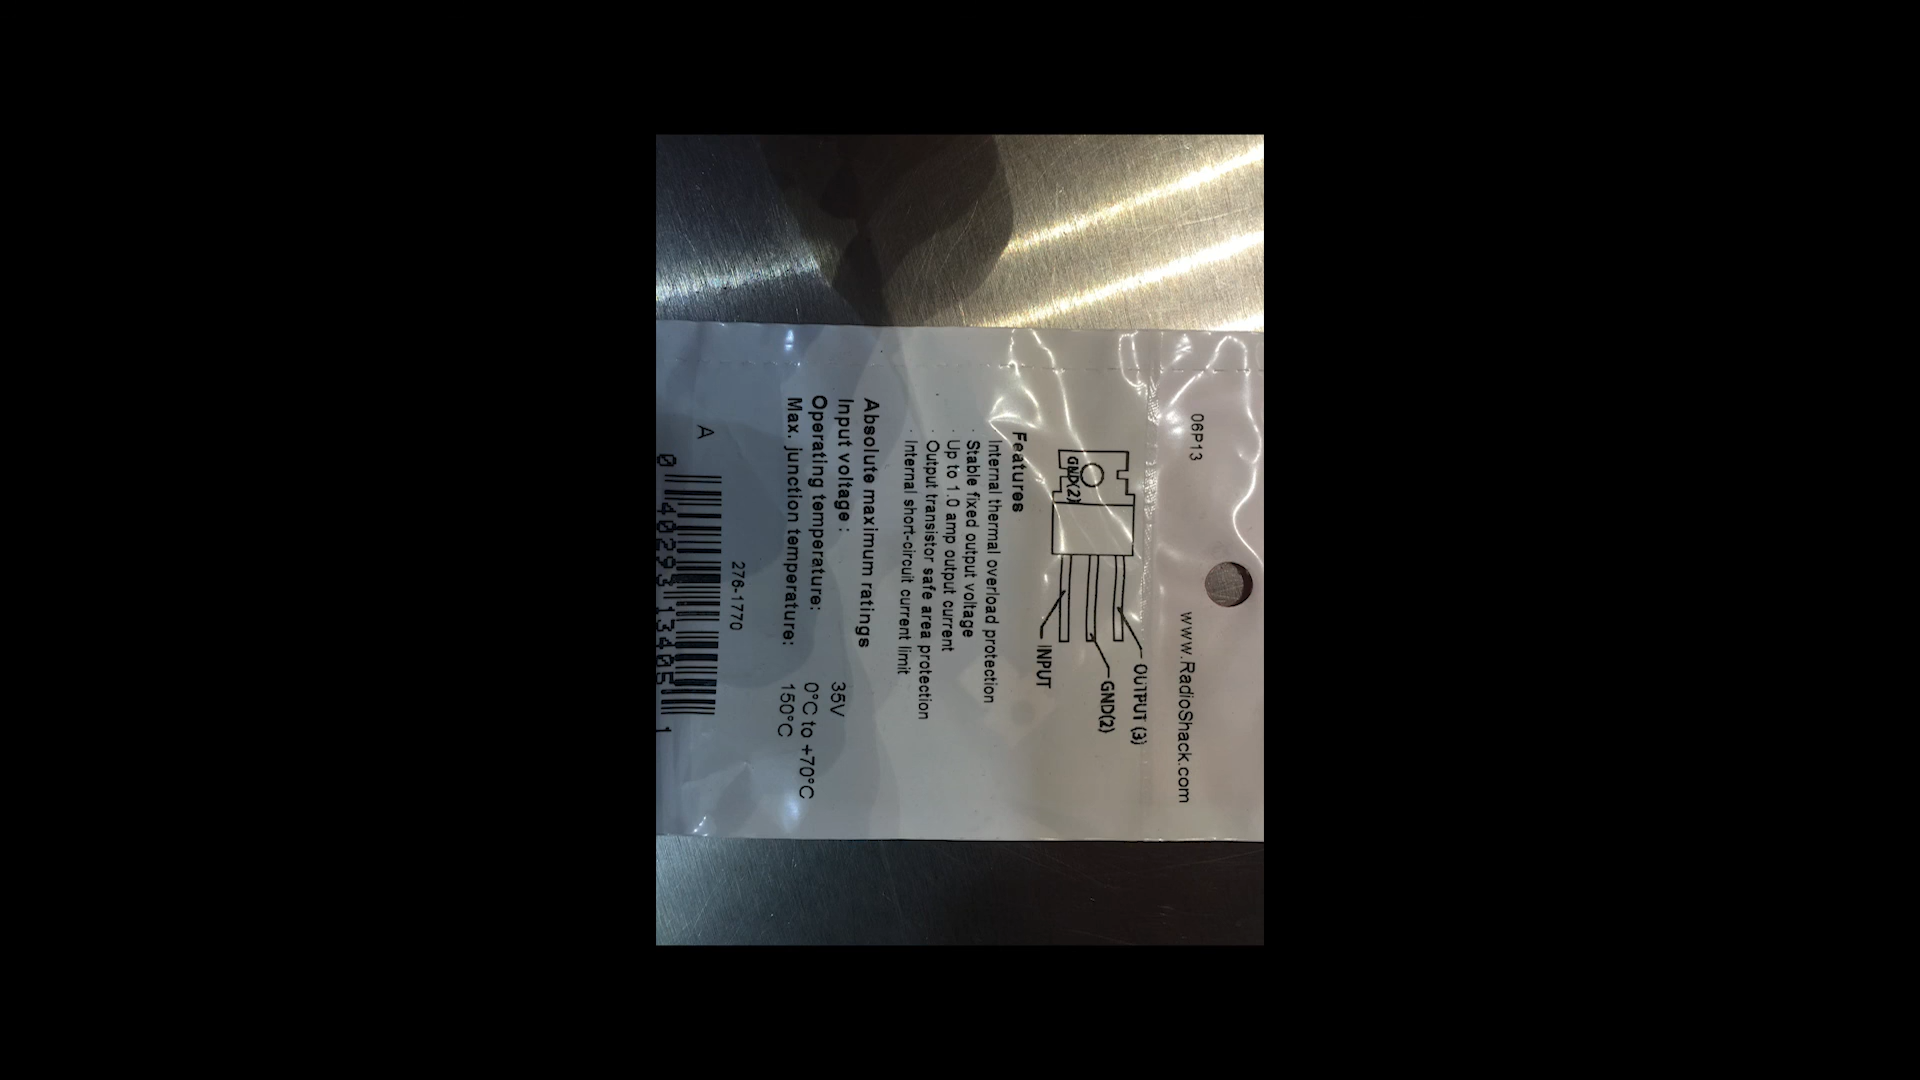 06P13
www.RadioShack.com
OUTPUT (3)
GND(2)
GND(2)
INPUT
Features
Internal thermal overload protection
· Stable fixed output voltage
· Up to 1.0 amp output current
· Output transistor safe area protection
· Internal short-circuit current limit
Absolute maximum ratings
Input voltage : 35V
Operating temperature: 0°C to +70°C
Max. junction temperature: 150°C
276-1770
A
0 40293 13405 1